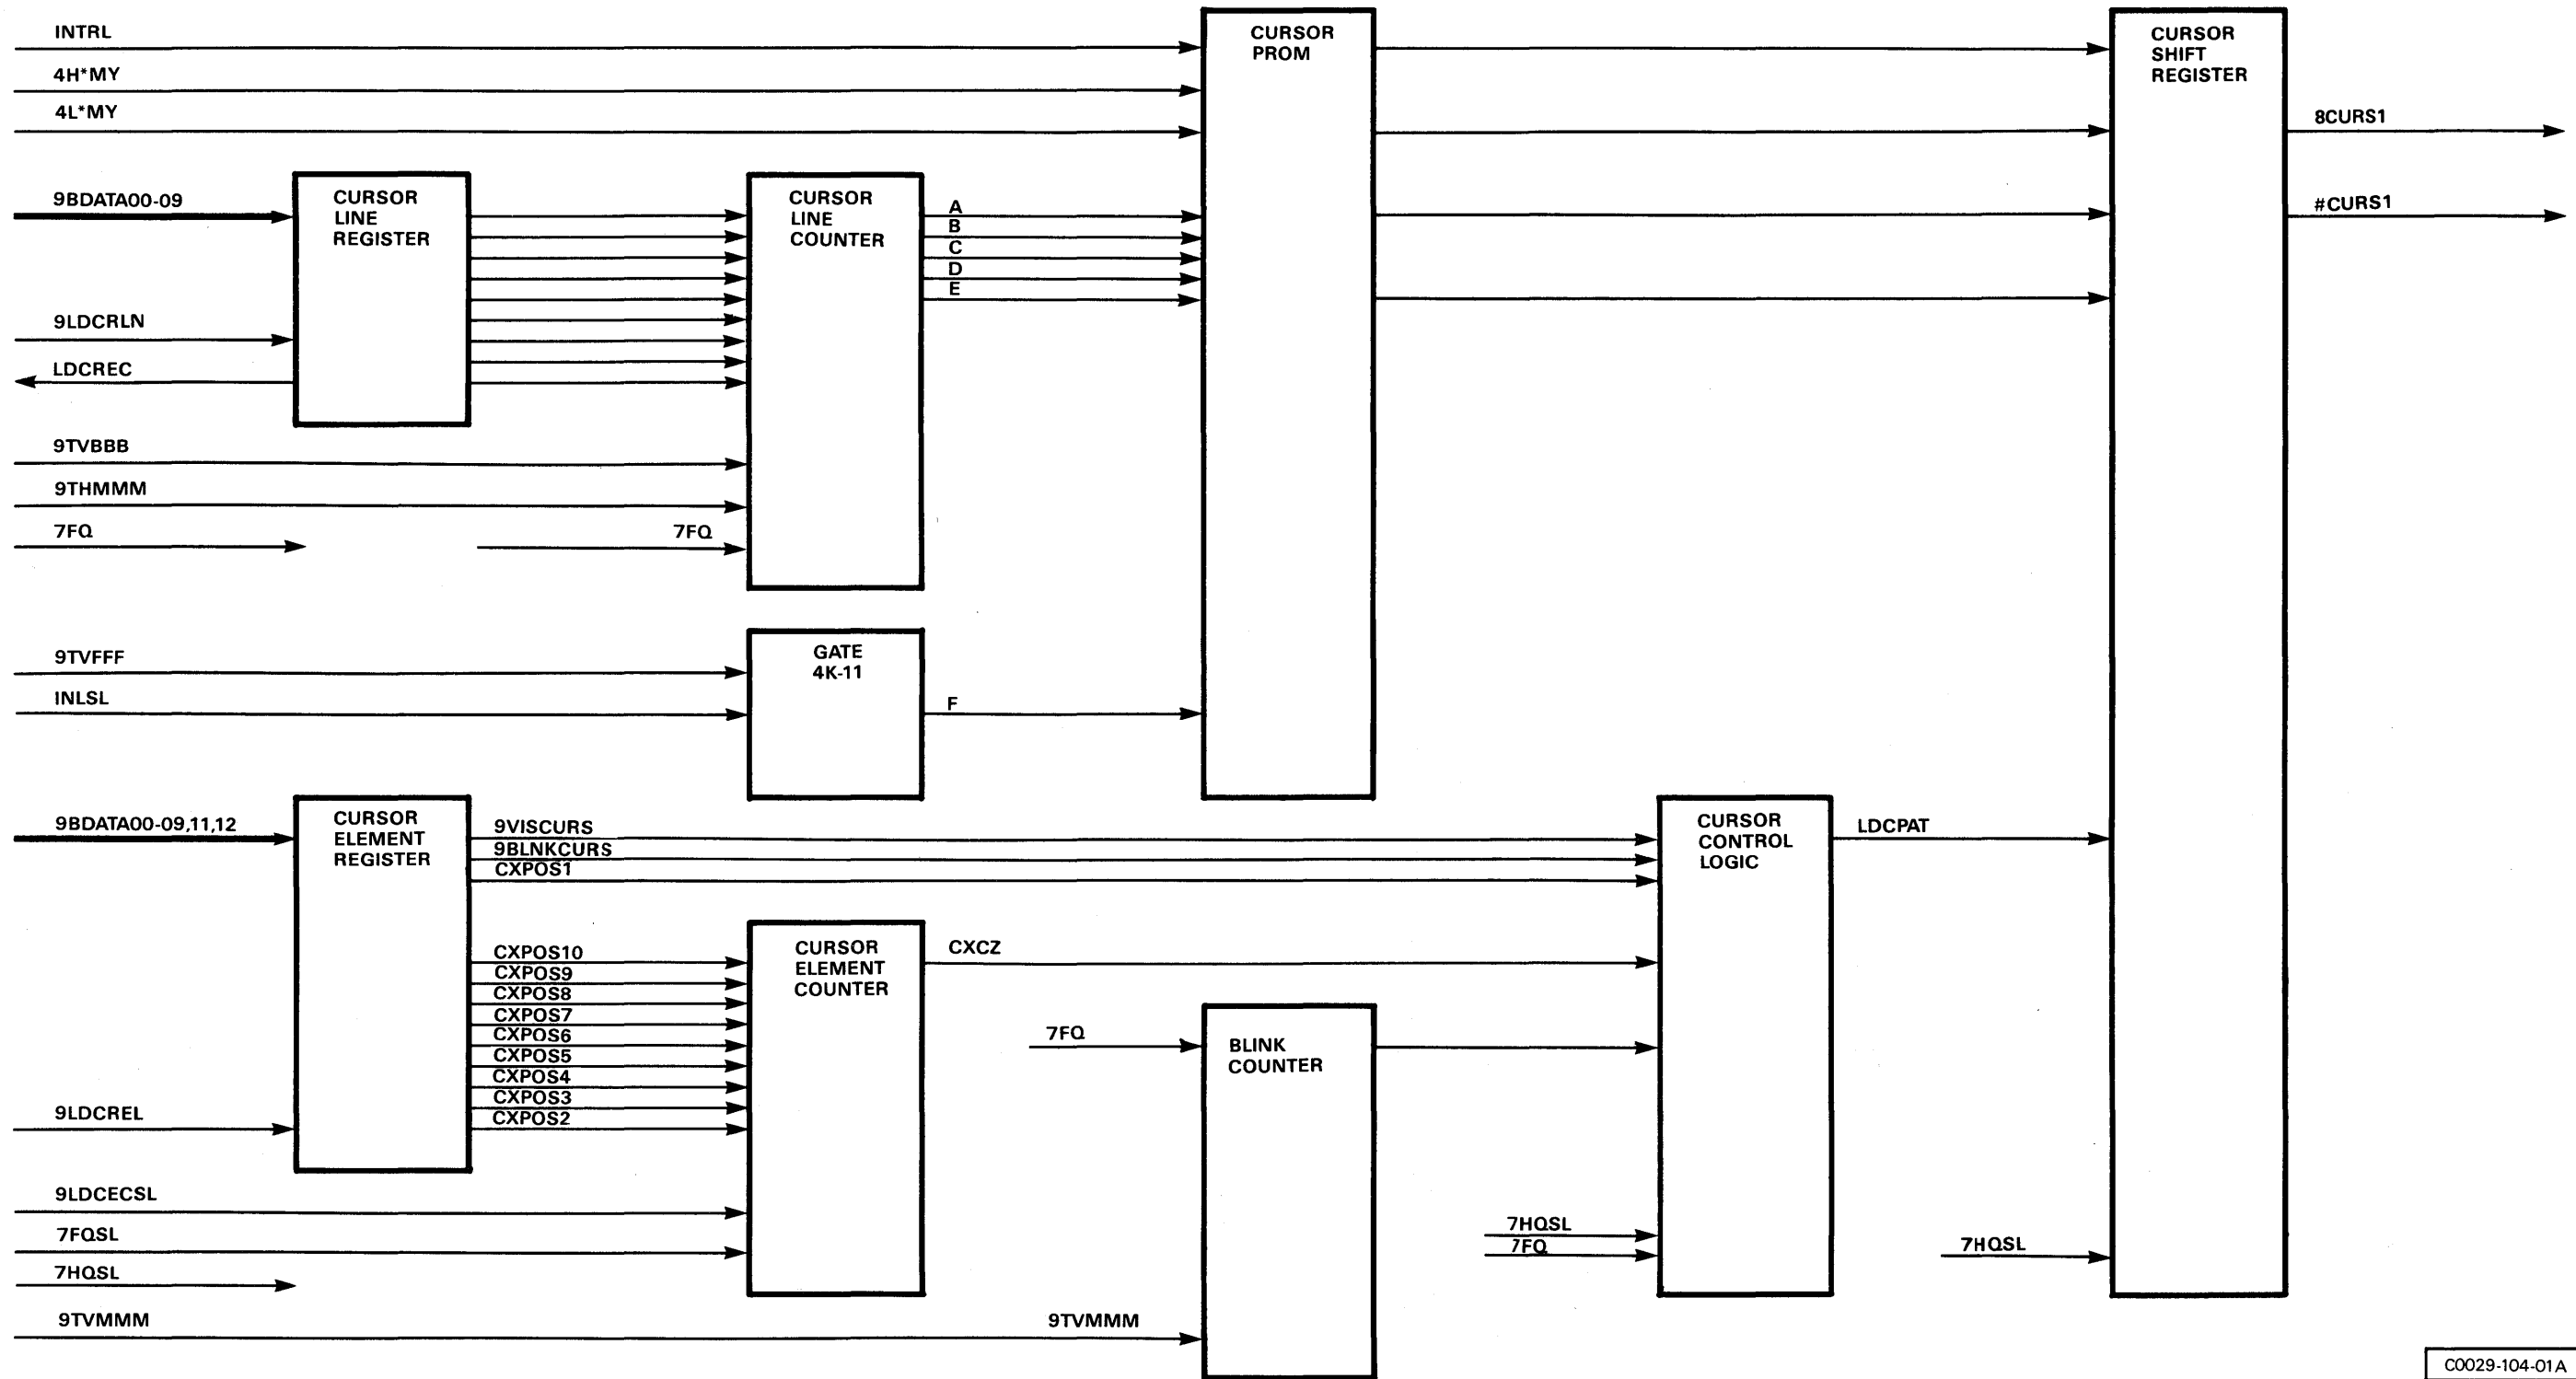 INTRL
4H*MY
4L*MY
CURSOR
PROM
CURSOR
SHIFT
REGISTER
8CURS1
#CURS1
9BDATA00-09
CURSOR
LINE
REGISTER
CURSOR
LINE
COUNTER
A
B
C
D
E
9LDCRLN
LDCREC
9TVBBB
9THMMM
7FQ
7FQ
9TVFFF
INLSL
GATE
4K-11
F
9BDATA00-09,11,12
CURSOR
ELEMENT
REGISTER
9VISCURS
9BLNKCURS
CXPOS1
CURSOR
CONTROL
LOGIC
LDCPAT
CXPOS10
CXPOS9
CXPOS8
CXPOS7
CXPOS6
CXPOS5
CXPOS4
CXPOS3
CXPOS2
CURSOR
ELEMENT
COUNTER
CXCZ
7FQ
BLINK
COUNTER
9LDCREL
9LDCECSL
7FQSL
7HQSL
7HQSL
7FQ
7HQSL
9TVMMM
9TVMMM
C0029-104-01A